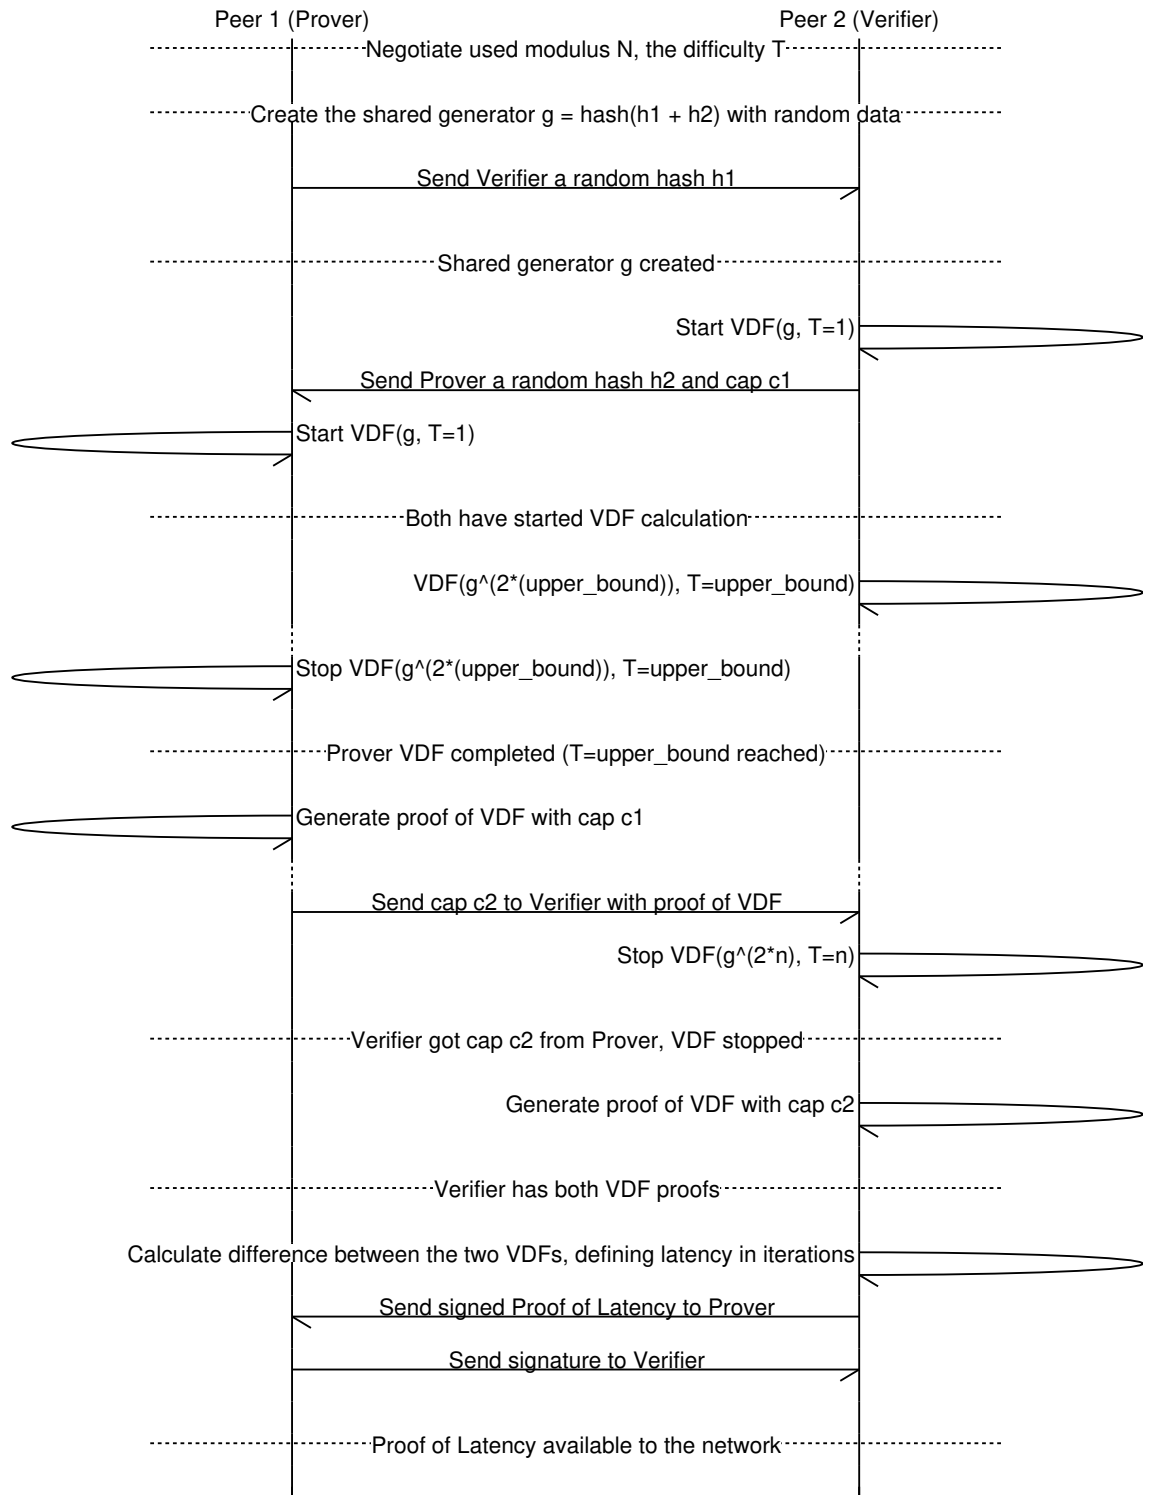 Peer 1 (Prover)
Peer 2 (Verifier)
Negotiate used modulus N, the difficulty T
Create the shared generator g = hash(h1 + h2) with random data
Send Verifier a random hash h1
Shared generator g created
Start VDF(g, T=1)
Send Prover a random hash h2 and cap c1
Start VDF(g, T=1)
Both have started VDF calculation
VDF(g^(2*(upper_bound)), T=upper_bound)
Stop VDF(g^(2*(upper_bound)), T=upper_bound)
Prover VDF completed (T=upper_bound reached)
Generate proof of VDF with cap c1
Send cap c2 to Verifier with proof of VDF
Stop VDF(g^(2*n), T=n)
Verifier got cap c2 from Prover, VDF stopped
Generate proof of VDF with cap c2
Verifier has both VDF proofs
Calculate difference between the two VDFs, defining latency in iterations
Send signed Proof of Latency to Prover
Send signature to Verifier
Proof of Latency available to the network